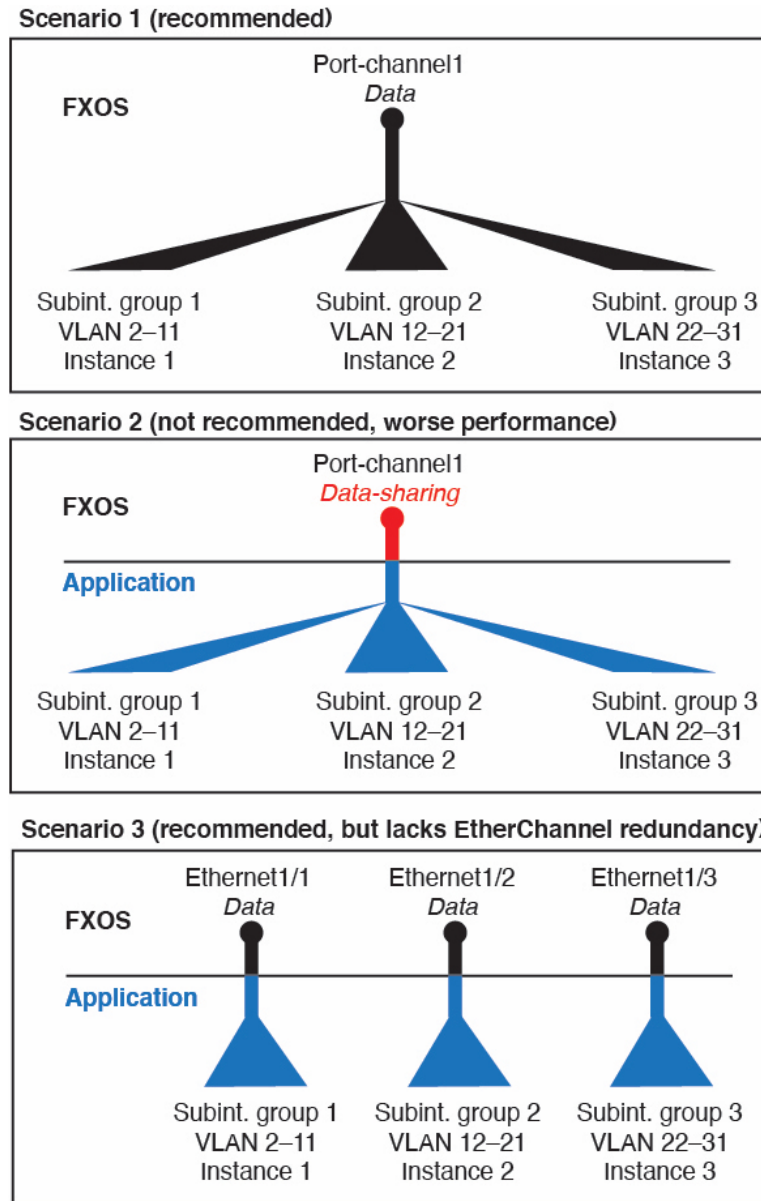 Scenario 1 (recommended)
Port-channel1
Data
FXOS
Subint. group 1
VLAN 2–11
Instance 1
Subint. group 2
VLAN 12–21
Instance 2
Subint. group 3
VLAN 22–31
Instance 3
Scenario 2 (not recommended, worse performance)
Port-channel1
Data-sharing
FXOS
Application
Subint. group 1
VLAN 2–11
Instance 1
Subint. group 2
VLAN 12–21
Instance 2
Subint. group 3
VLAN 22–31
Instance 3
Scenario 3 (recommended, but lacks EtherChannel redundancy)
Ethernet1/1
Data
Ethernet1/2
Data
Ethernet1/3
Data
FXOS
Application
Subint. group 1
VLAN 2–11
Instance 1
Subint. group 2
VLAN 12–21
Instance 2
Subint. group 3
VLAN 22–31
Instance 3